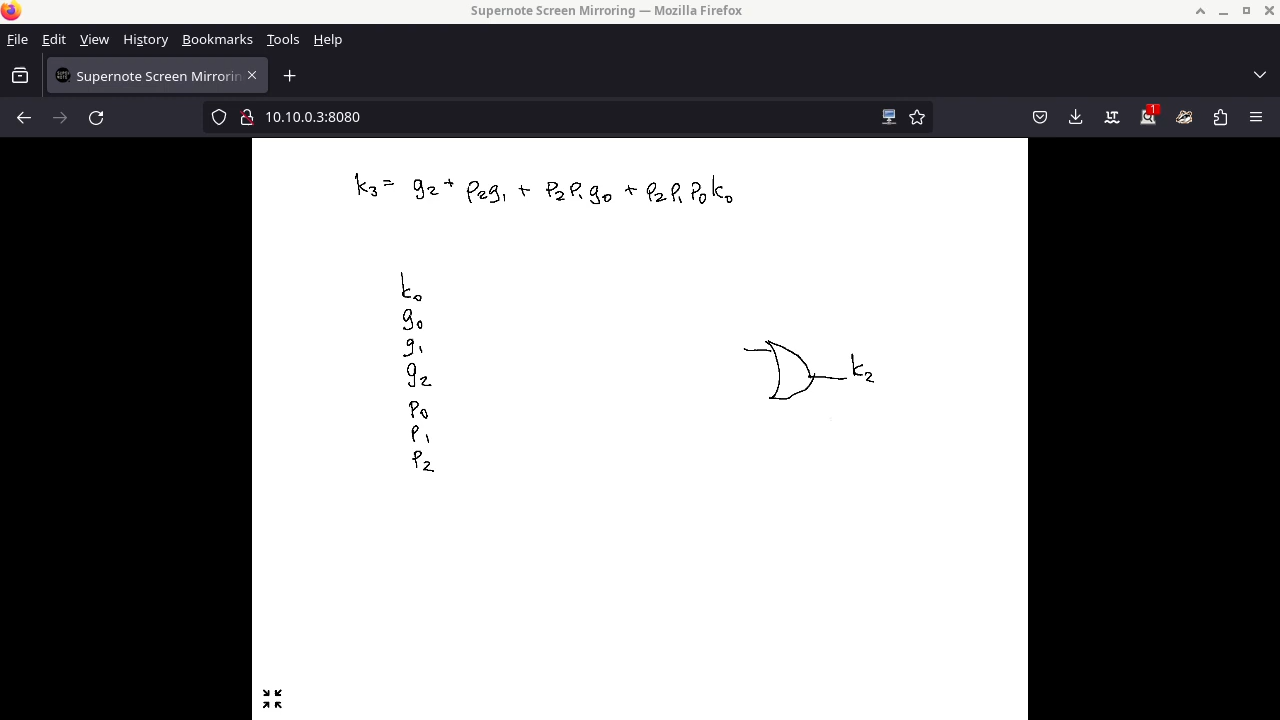 Supernote Screen Mirroring — Mozilla Firefox
File Edit View History Bookmarks Tools Help
Supernote Screen Mirrorin
10.10.0.3:8080
1
k₃ = g₂ + p₂g₁ + p₂p₁g₀ + p₂p₁p₀k₀
k₀
g₀
g₁
k₂
g₂
p₀
p₁
p₂